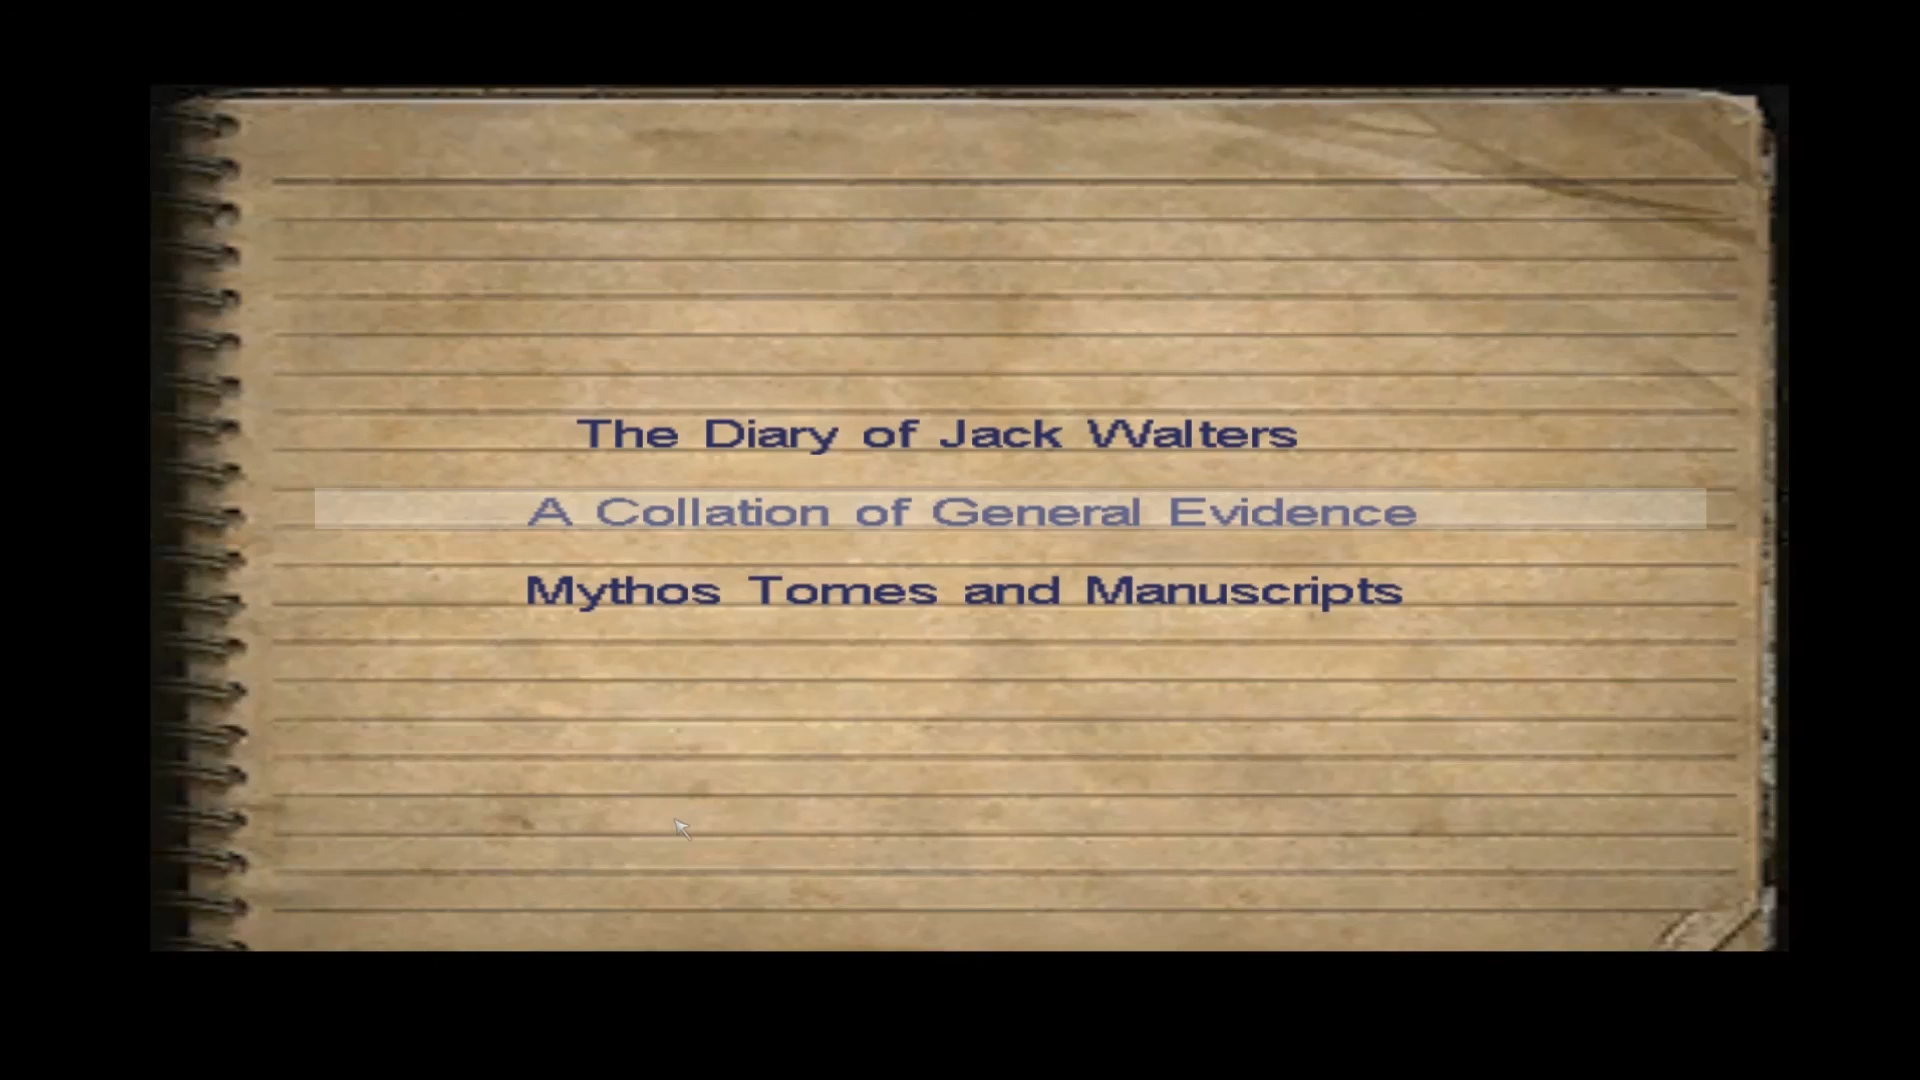 The Diary of Jack Walters
A Collation of General Evidence
Mythos Tomes and Manuscripts